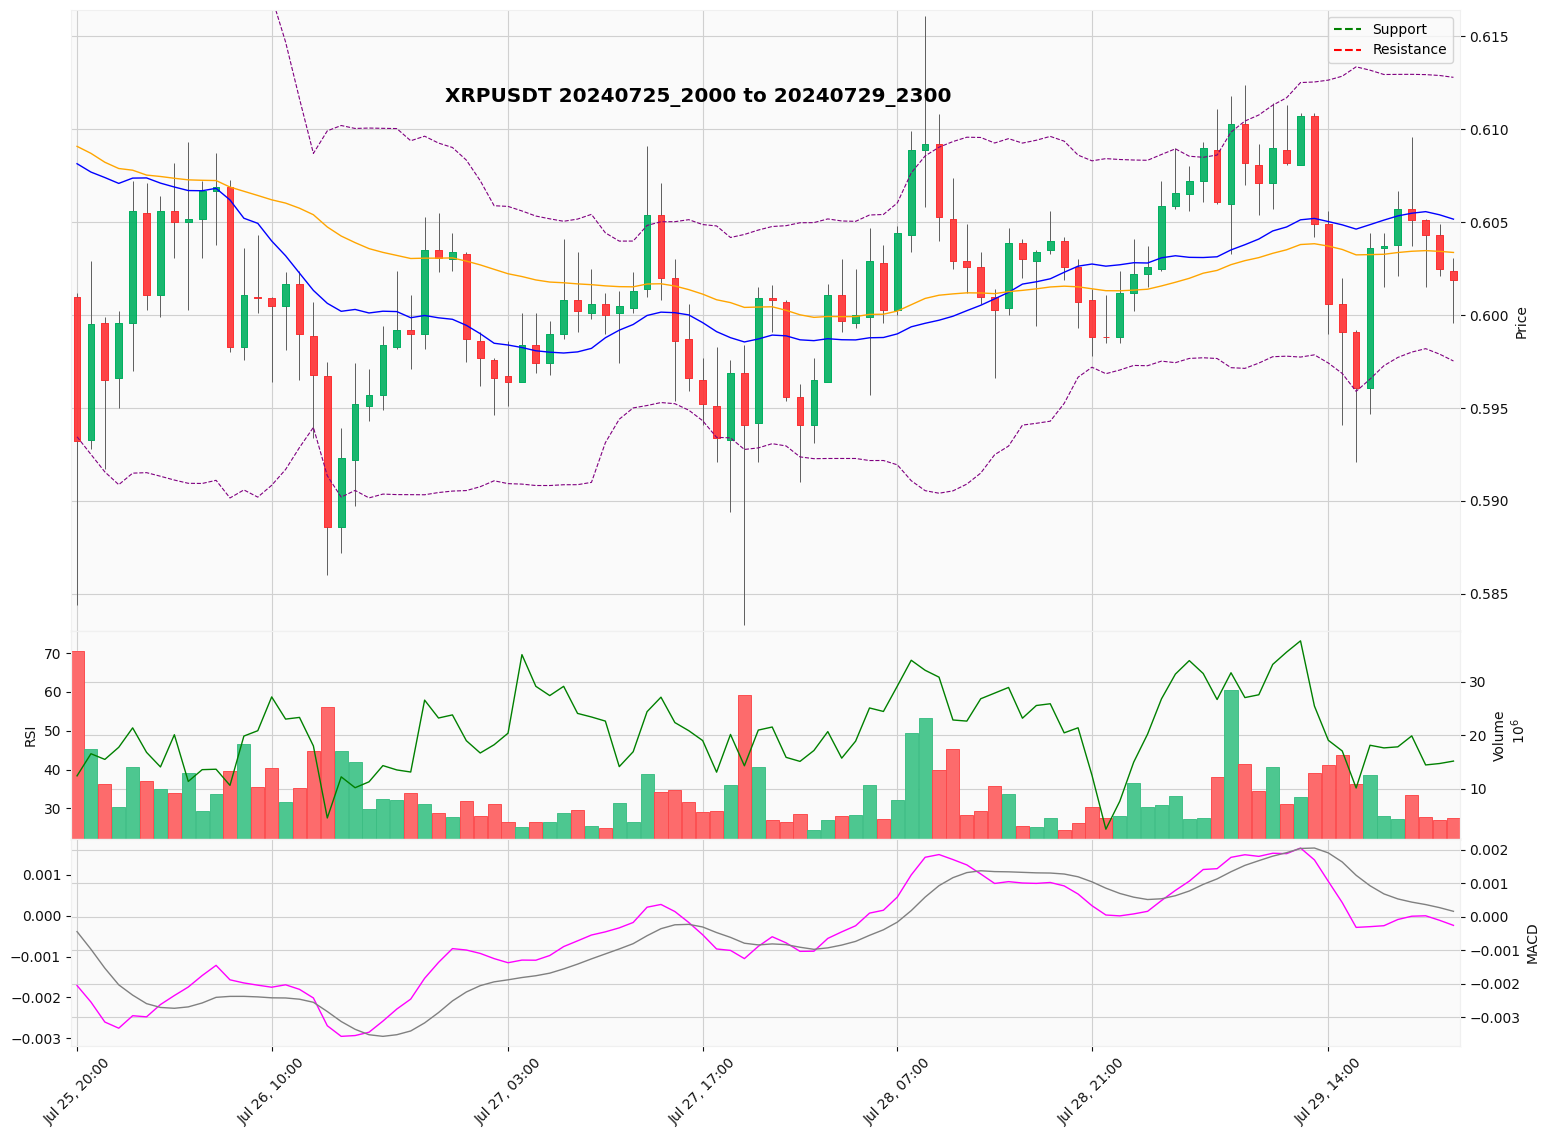 XRPUSDT 20240725_2000 to 20240729_2300
Support
Resistance
0.615
0.610
0.605
0.600
0.595
0.590
0.585
Price
70
60
50
40
30
RSI
30
20
10
Volume
10^6
0.001
0.000
−0.001
−0.002
−0.003
0.002
0.001
0.000
−0.001
−0.002
−0.003
MACD
Jul 25, 20:00
Jul 26, 10:00
Jul 27, 03:00
Jul 27, 17:00
Jul 28, 07:00
Jul 28, 21:00
Jul 29, 14:00